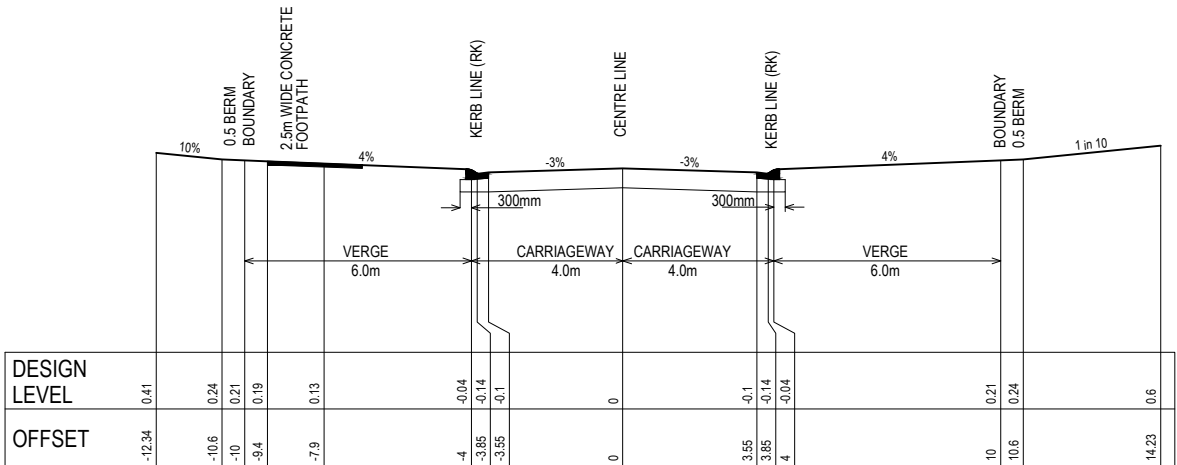 0.5 BERM
BOUNDARY
2.5m WIDE CONCRETE
FOOTPATH
KERB LINE (RK)
CENTRE LINE
KERB LINE (RK)
BOUNDARY
0.5 BERM
10%
4%
-3%
-3%
4%
1 in 10
300mm
300mm
VERGE
6.0m
CARRIAGEWAY
4.0m
CARRIAGEWAY
4.0m
VERGE
6.0m
DESIGN
LEVEL
0.41
0.24
0.21
0.19
0.13
-0.04
-0.14
-0.1
0
-0.1
-0.14
-0.04
0.21
0.24
0.6
OFFSET
-12.34
-10.6
-10
-9.4
-7.9
-4
-3.85
-3.55
0
3.55
3.85
4
10
10.6
14.23